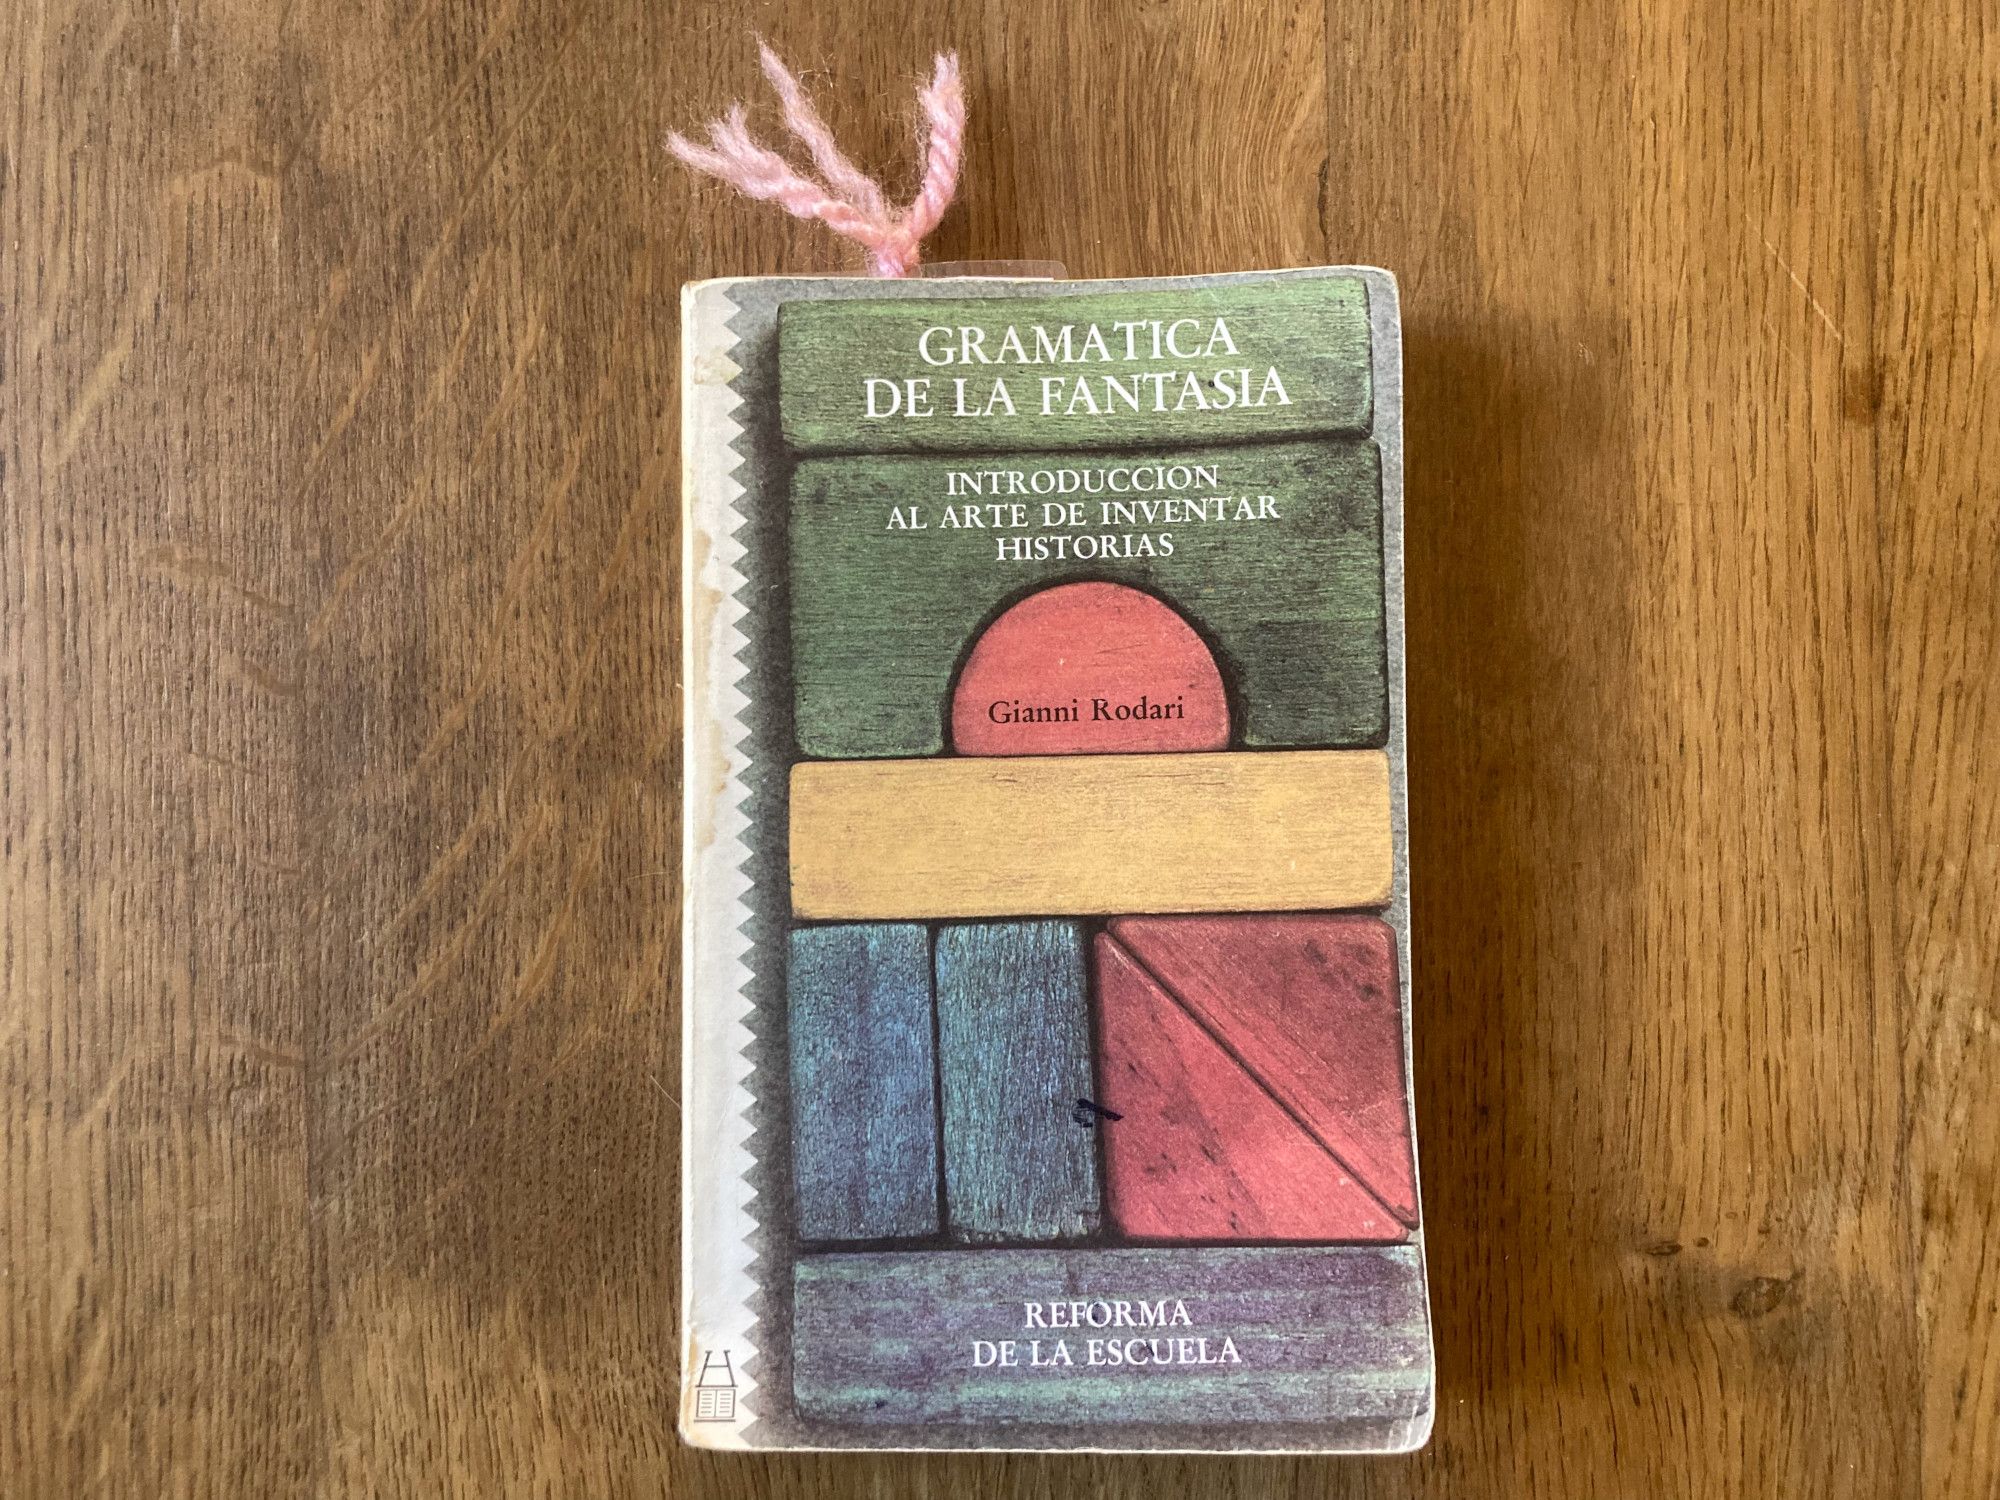 GRAMATICA
DE LA FANTASIA
INTRODUCCION
AL ARTE DE INVENTAR
HISTORIAS
Gianni Rodari
REFORMA
DE LA ESCUELA